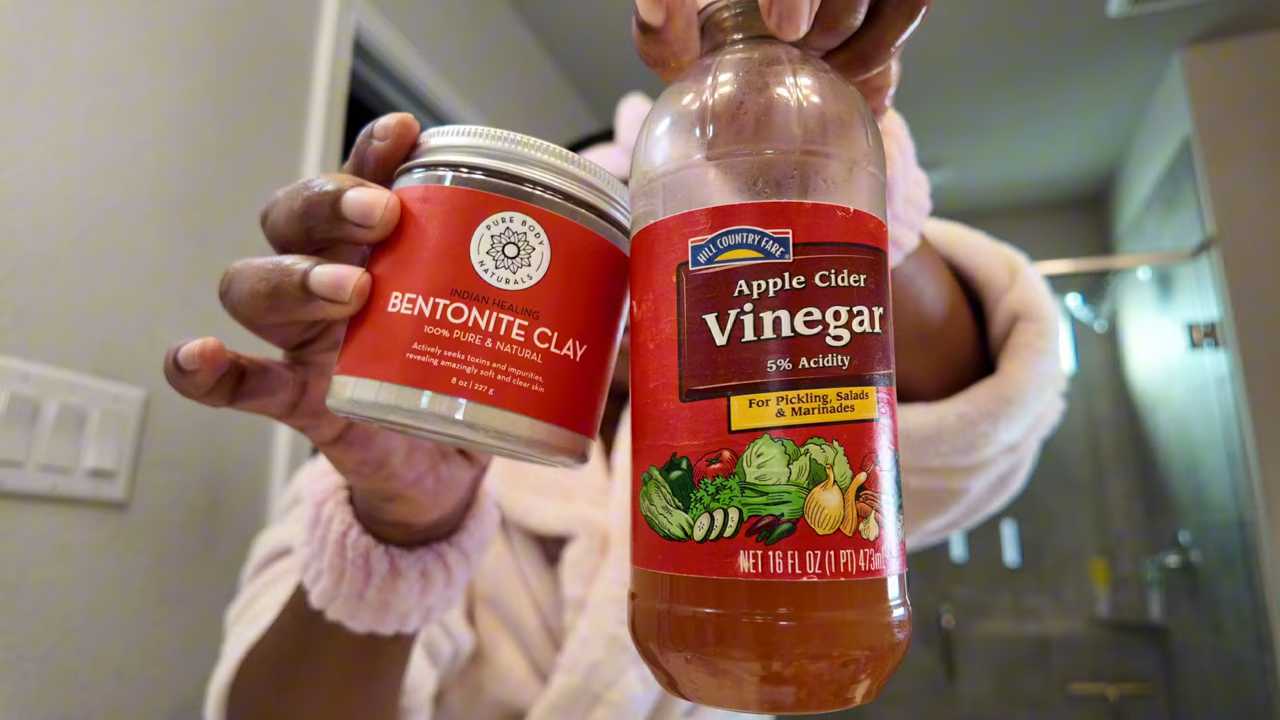 PURE BODY
NATURALS
INDIAN HEALING
BENTONITE CLAY
100% PURE & NATURAL
Actively seeks toxins and impurities,
revealing amazingly soft and clear skin
8 oz | 227 g
HILL COUNTRY FARE
Apple Cider
Vinegar
5% Acidity
For Pickling, Salads
& Marinades
NET 16 FL OZ (1 PT) 473mL